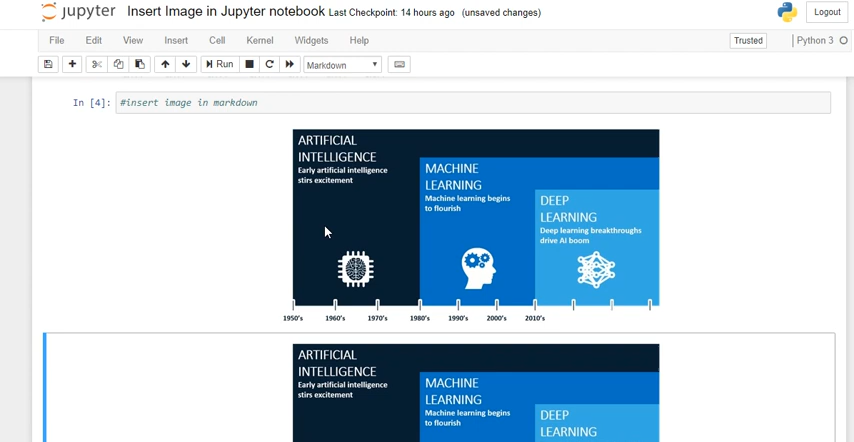 jupyter Insert Image in Jupyter notebook Last Checkpoint: 14 hours ago (unsaved changes) Logout
File Edit View Insert Cell Kernel Widgets Help Trusted Python 3
Run Markdown
In [4]: #insert image in markdown
ARTIFICIAL
INTELLIGENCE
Early artificial intelligence
stirs excitement
MACHINE
LEARNING
Machine learning begins
to flourish
DEEP
LEARNING
Deep learning breakthroughs
drive AI boom
1950's 1960's 1970's 1980's 1990's 2000's 2010's
ARTIFICIAL
INTELLIGENCE
Early artificial intelligence
stirs excitement
MACHINE
LEARNING
Machine learning begins
to flourish
DEEP
LEARNING